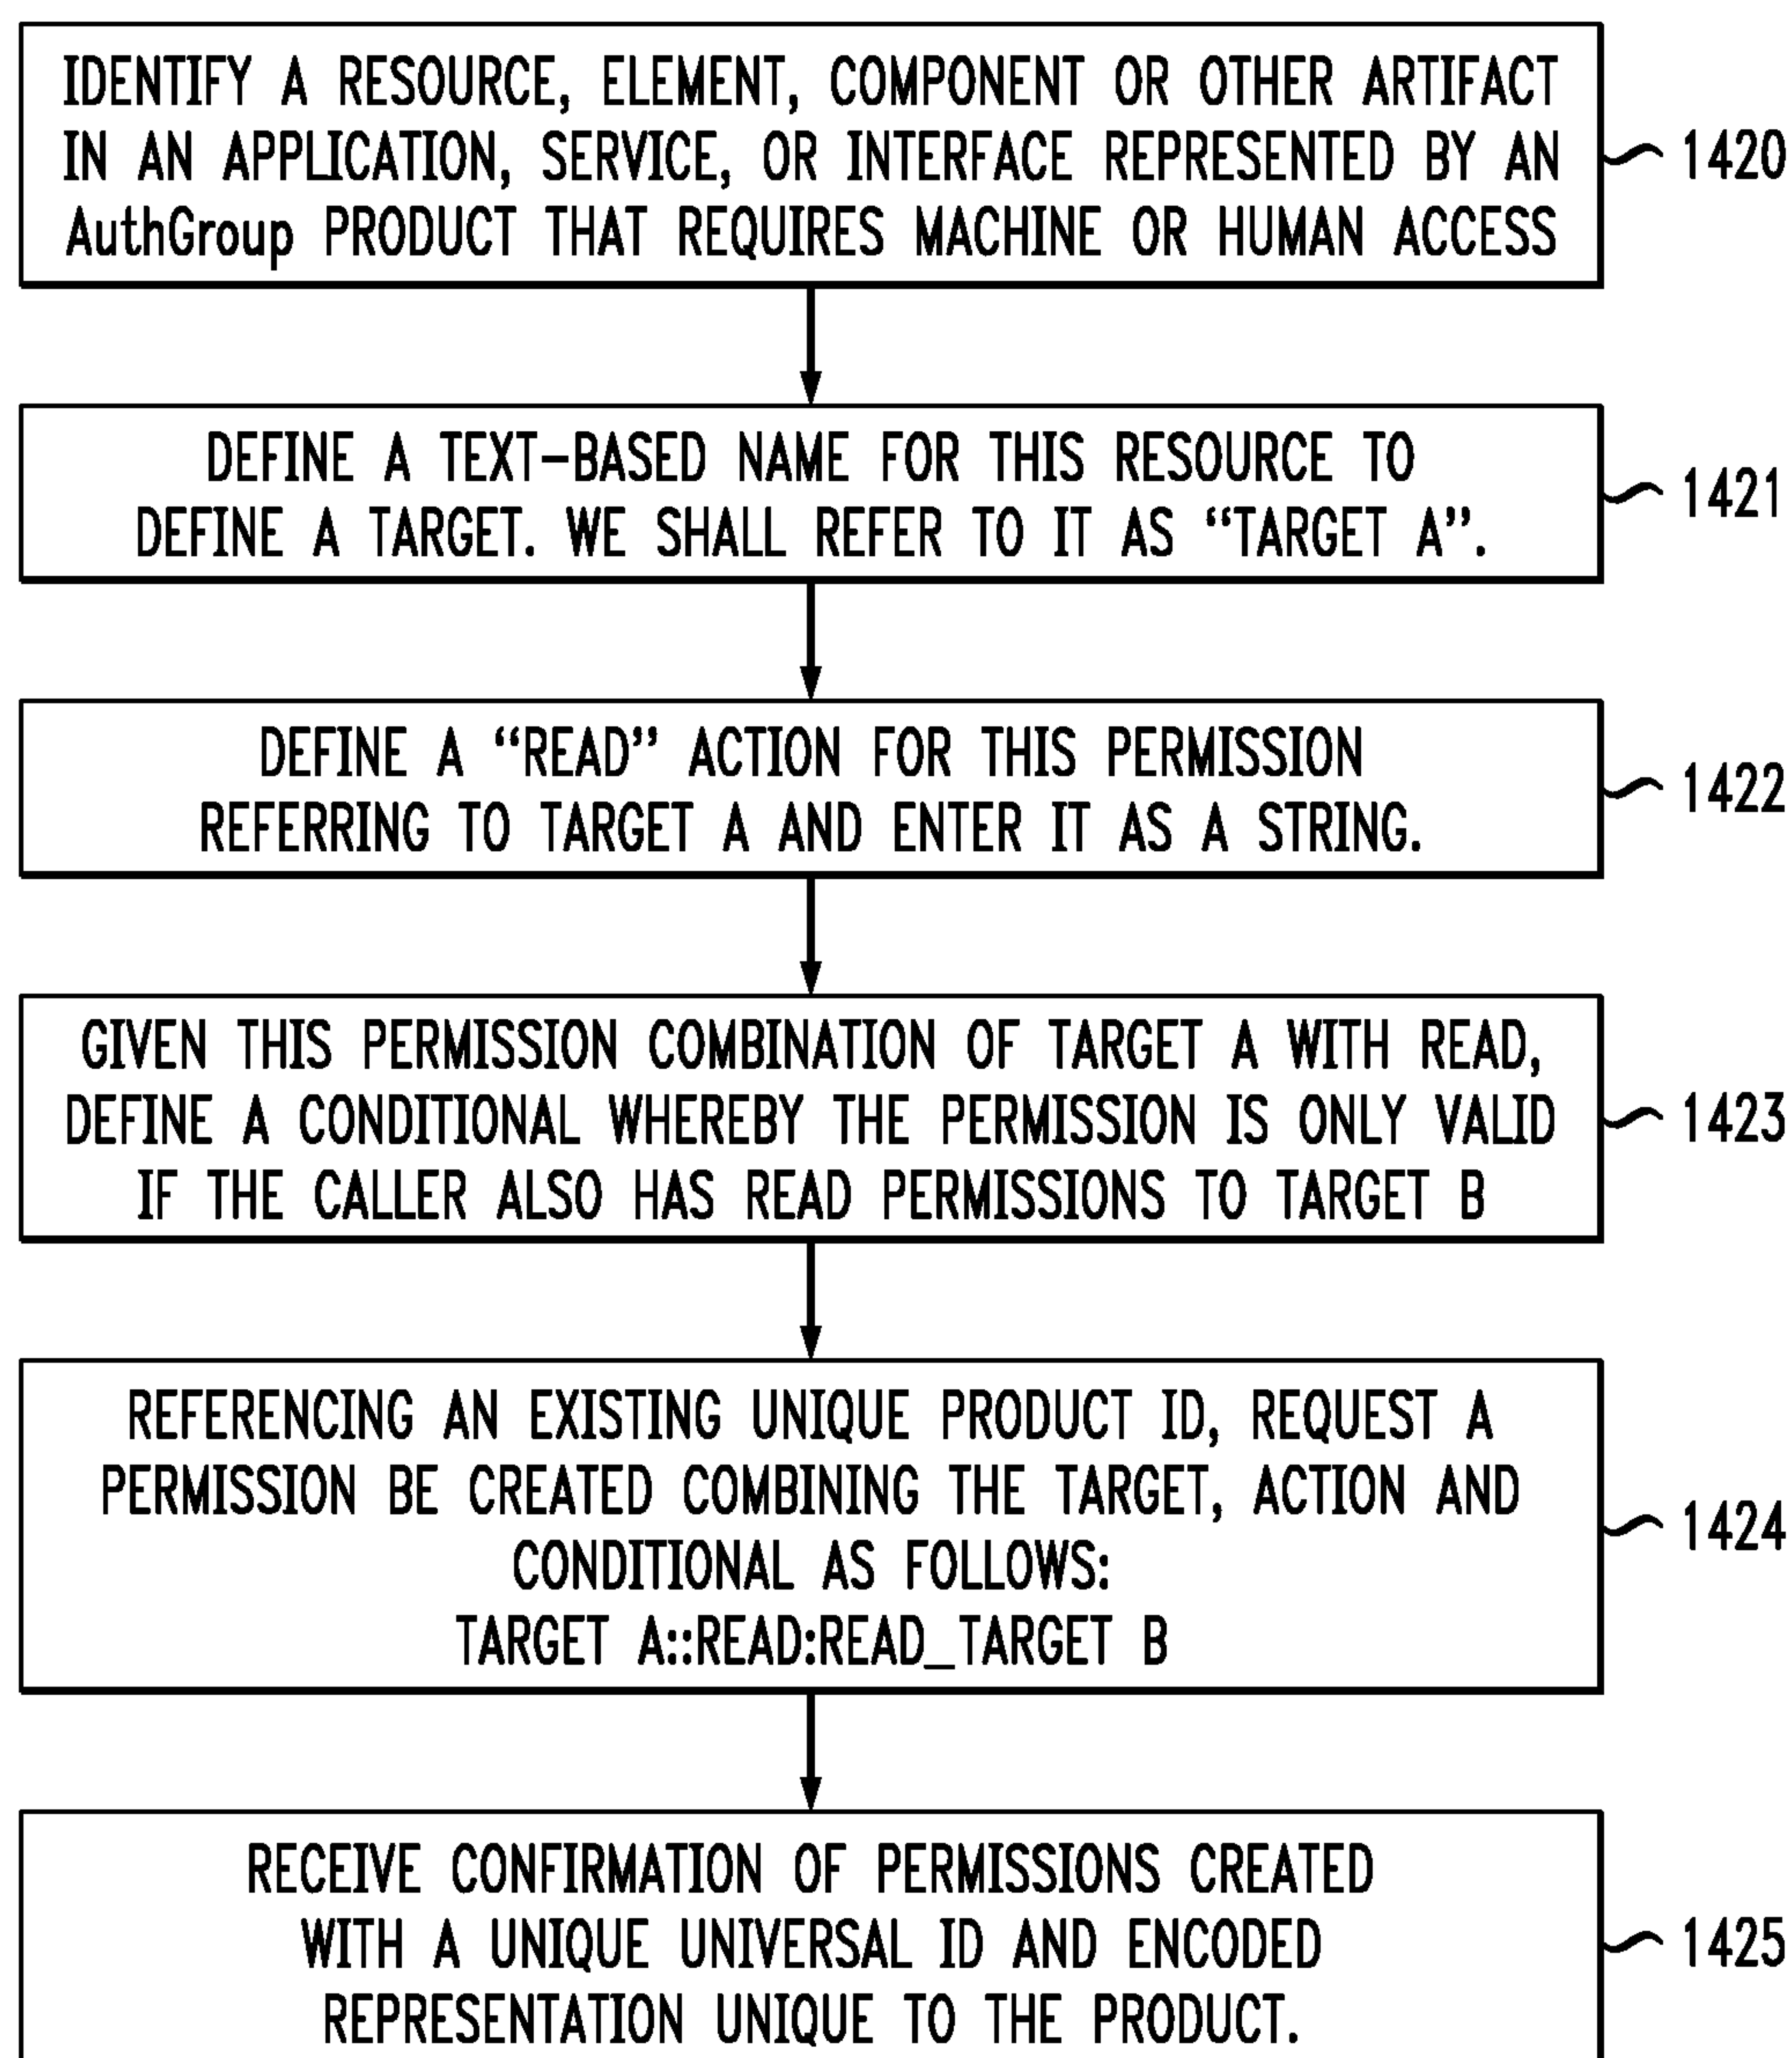 IDENTIFY A RESOURCE, ELEMENT, COMPONENT OR OTHER ARTIFACT
IN AN APPLICATION, SERVICE, OR INTERFACE REPRESENTED BY AN
AuthGroup PRODUCT THAT REQUIRES MACHINE OR HUMAN ACCESS
1420
DEFINE A TEXT-BASED NAME FOR THIS RESOURCE TO
DEFINE A TARGET. WE SHALL REFER TO IT AS “TARGET A”.
1421
DEFINE A “READ” ACTION FOR THIS PERMISSION
REFERRING TO TARGET A AND ENTER IT AS A STRING.
1422
GIVEN THIS PERMISSION COMBINATION OF TARGET A WITH READ,
DEFINE A CONDITIONAL WHEREBY THE PERMISSION IS ONLY VALID
IF THE CALLER ALSO HAS READ PERMISSIONS TO TARGET B
1423
REFERENCING AN EXISTING UNIQUE PRODUCT ID, REQUEST A
PERMISSION BE CREATED COMBINING THE TARGET, ACTION AND
CONDITIONAL AS FOLLOWS:
TARGET A::READ:READ_TARGET B
1424
RECEIVE CONFIRMATION OF PERMISSIONS CREATED
WITH A UNIQUE UNIVERSAL ID AND ENCODED
REPRESENTATION UNIQUE TO THE PRODUCT.
1425